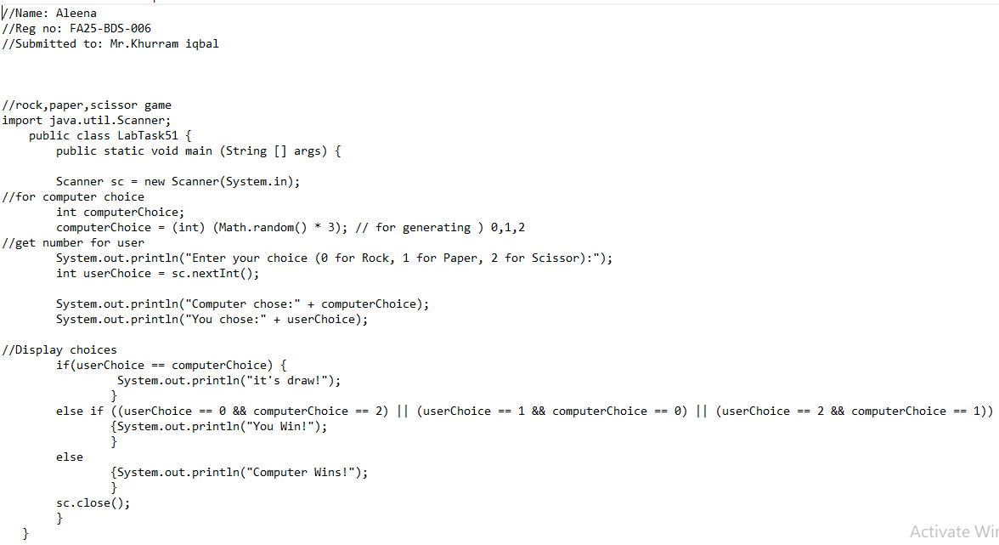 //Name: Aleena
//Reg no: FA25-BDS-006
//Submitted to: Mr.Khurram iqbal
//rock,paper,scissor game
import java.util.Scanner;
public class LabTask51 {
public static void main (String [] args) {
Scanner sc = new Scanner(System.in);
//for computer choice
int computerChoice;
computerChoice = (int) (Math.random() * 3); // for generating ) 0,1,2
//get number for user
System.out.println("Enter your choice (0 for Rock, 1 for Paper, 2 for Scissor):");
int userChoice = sc.nextInt();
System.out.println("Computer chose:" + computerChoice);
System.out.println("You chose:" + userChoice);
//Display choices
if(userChoice == computerChoice) {
System.out.println("it's draw!");
}
else if ((userChoice == 0 && computerChoice == 2) || (userChoice == 1 && computerChoice == 0) || (userChoice == 2 && computerChoice == 1))
{System.out.println("You Win!");
}
else
{System.out.println("Computer Wins!");
}
sc.close();
}
}
Activate